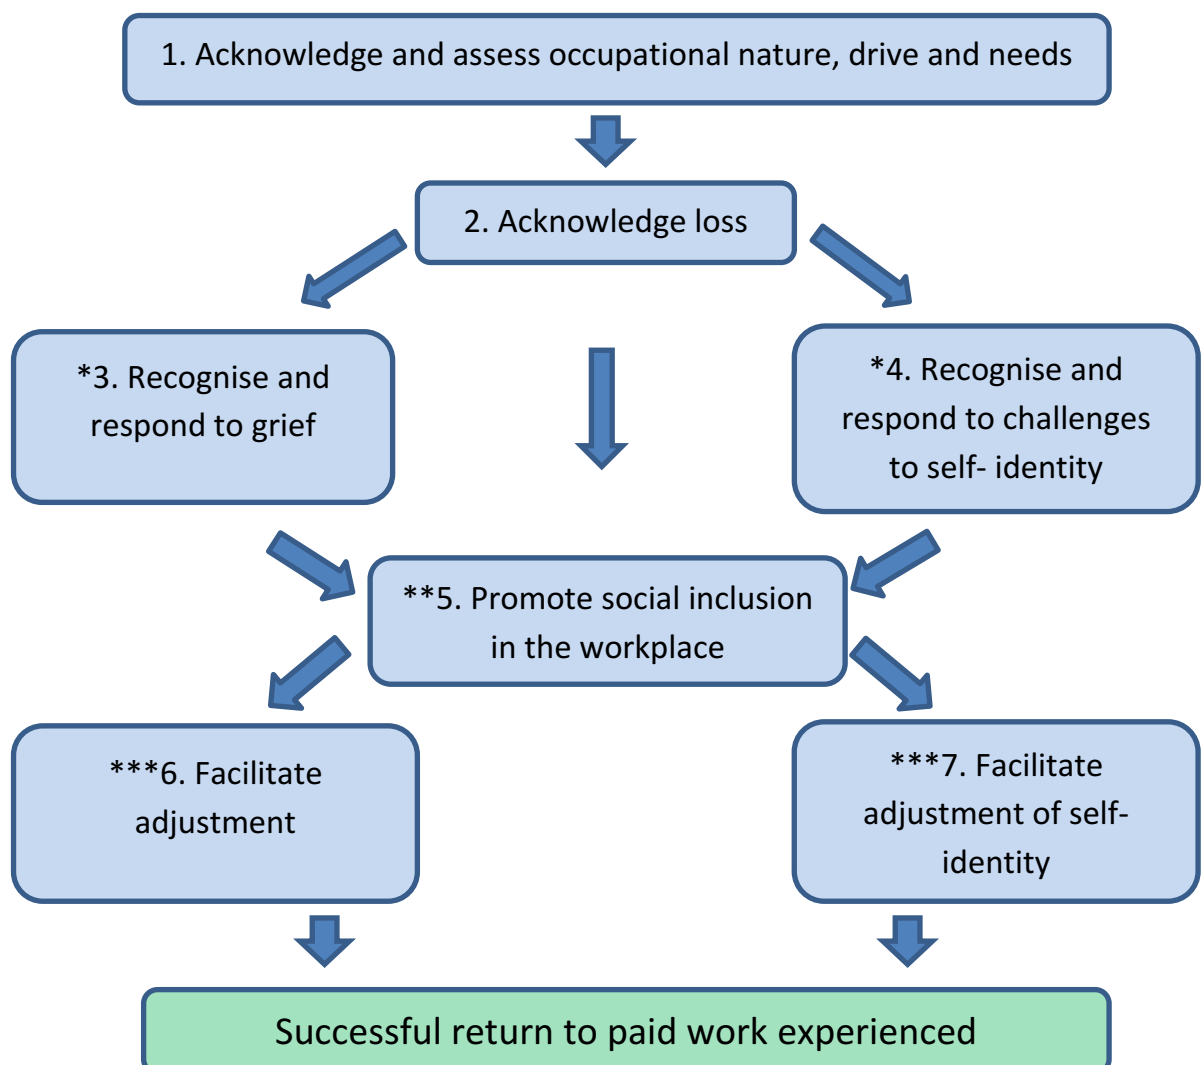 1. Acknowledge and assess occupational nature, drive and needs
2. Acknowledge loss
*3. Recognise and
respond to grief
*4. Recognise and
respond to challenges
to self- identity
**5. Promote social inclusion
in the workplace
***6. Facilitate
adjustment
***7. Facilitate
adjustment of self-
identity
Successful return to paid work experienced